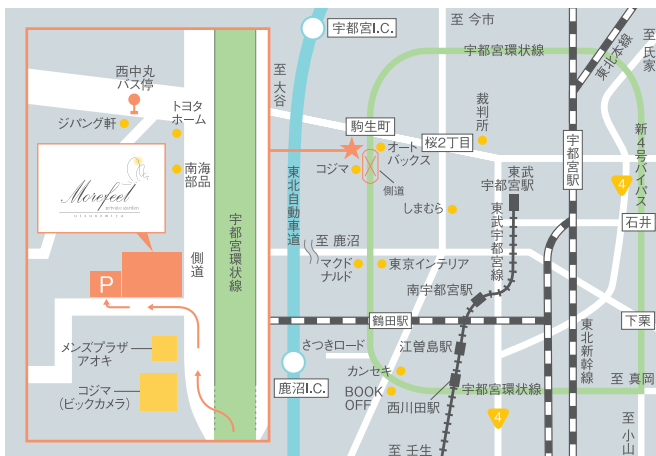 西中丸
バス停
ジパング軒
トヨタ
ホーム
南海
部品
Morefeel
private salon
utsunomiya
P
側道
宇都宮環状線
メンズプラザ
アオキ
コジマ
(ビックカメラ)
宇都宮I.C.
至 大谷
東北自動車道
至 今市
宇都宮環状線
東北本線
至 氏家
駒生町
桜2丁目
裁判所
オート
バックス
コジマ
側道
しまむら
東武
宇都宮駅
東武宇都宮線
宇都宮駅
新4号バイパス
4
石井
至 鹿沼
マクド
ナルド
東京インテリア
南宇都宮駅
鶴田駅
下栗
さつきロード
江曽島駅
東北新幹線
鹿沼I.C.
カンセキ
BOOK
OFF
西川田駅
宇都宮環状線
至 真岡
4
至 壬生
至 小山